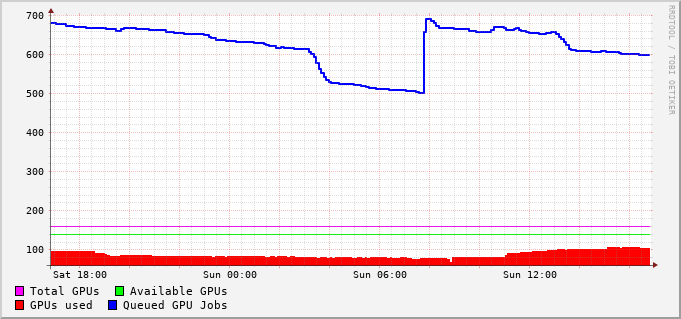 700
600
500
400
300
200
100
Sat 18:00 Sun 00:00 Sun 06:00 Sun 12:00
Total GPUs Available GPUs
GPUs used Queued GPU Jobs
RRDTOOL / TOBI OETIKER